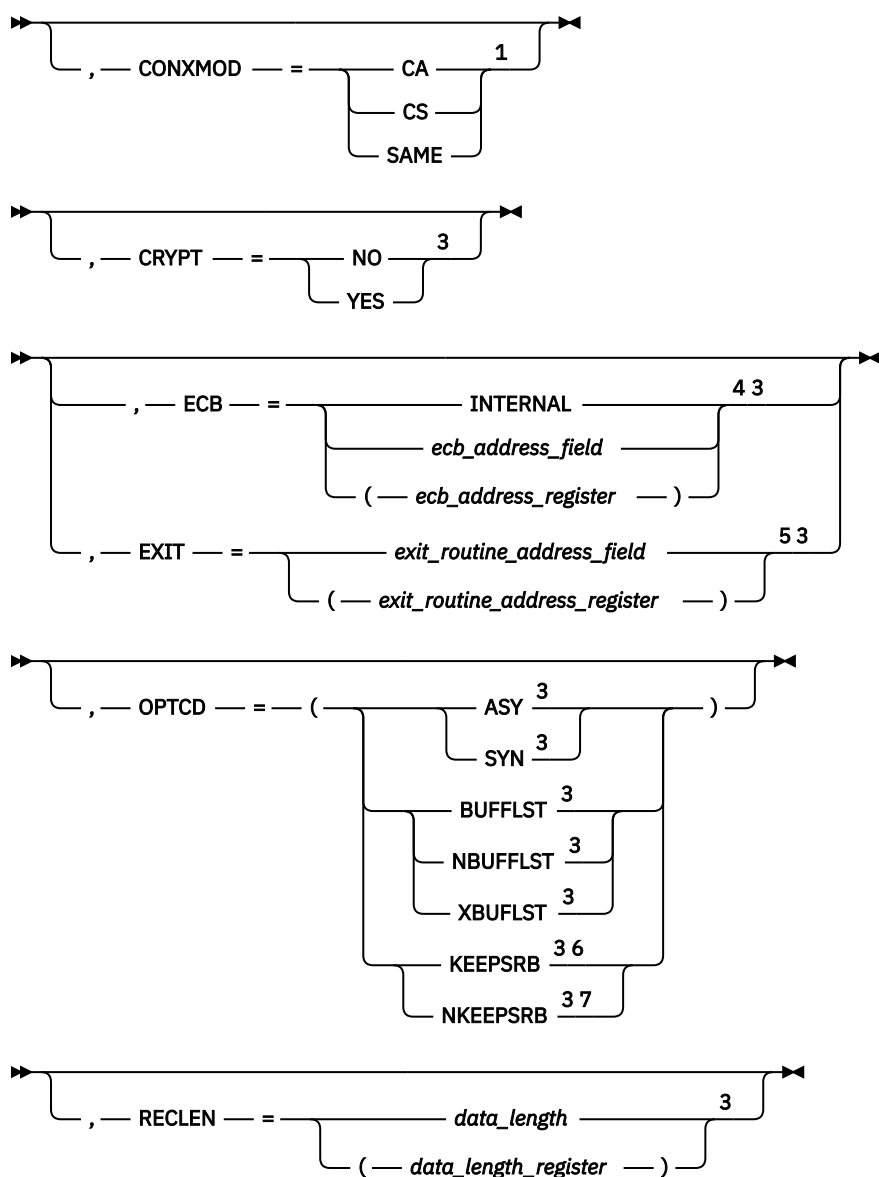 , CONXMOD = CA 1
CS
SAME
, CRYPT = NO 3
YES
, ECB = INTERNAL 4 3
ecb_address_field
( ecb_address_register )
, EXIT = exit_routine_address_field 5 3
( exit_routine_address_register )
, OPTCD = ( ASY 3 )
SYN 3
BUFFLST 3
NBUFFLST 3
XBUFLST 3
KEEPSRB 3 6
NKEEPSRB 3 7
, RECLEN = data_length 3
( data_length_register )